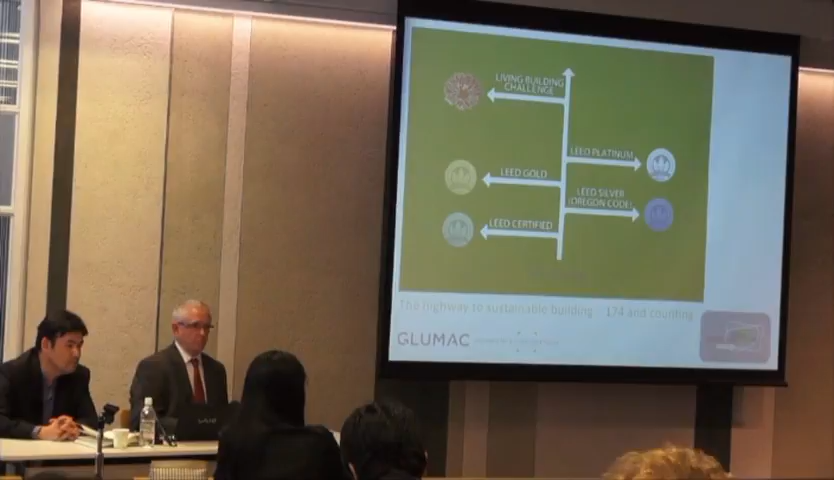 LIVING BUILDING
CHALLENGE
LEED PLATINUM
LEED GOLD
LEED SILVER
(OREGON CODE)
LEED CERTIFIED
The highway to sustainable building 174 and counting
GLUMAC